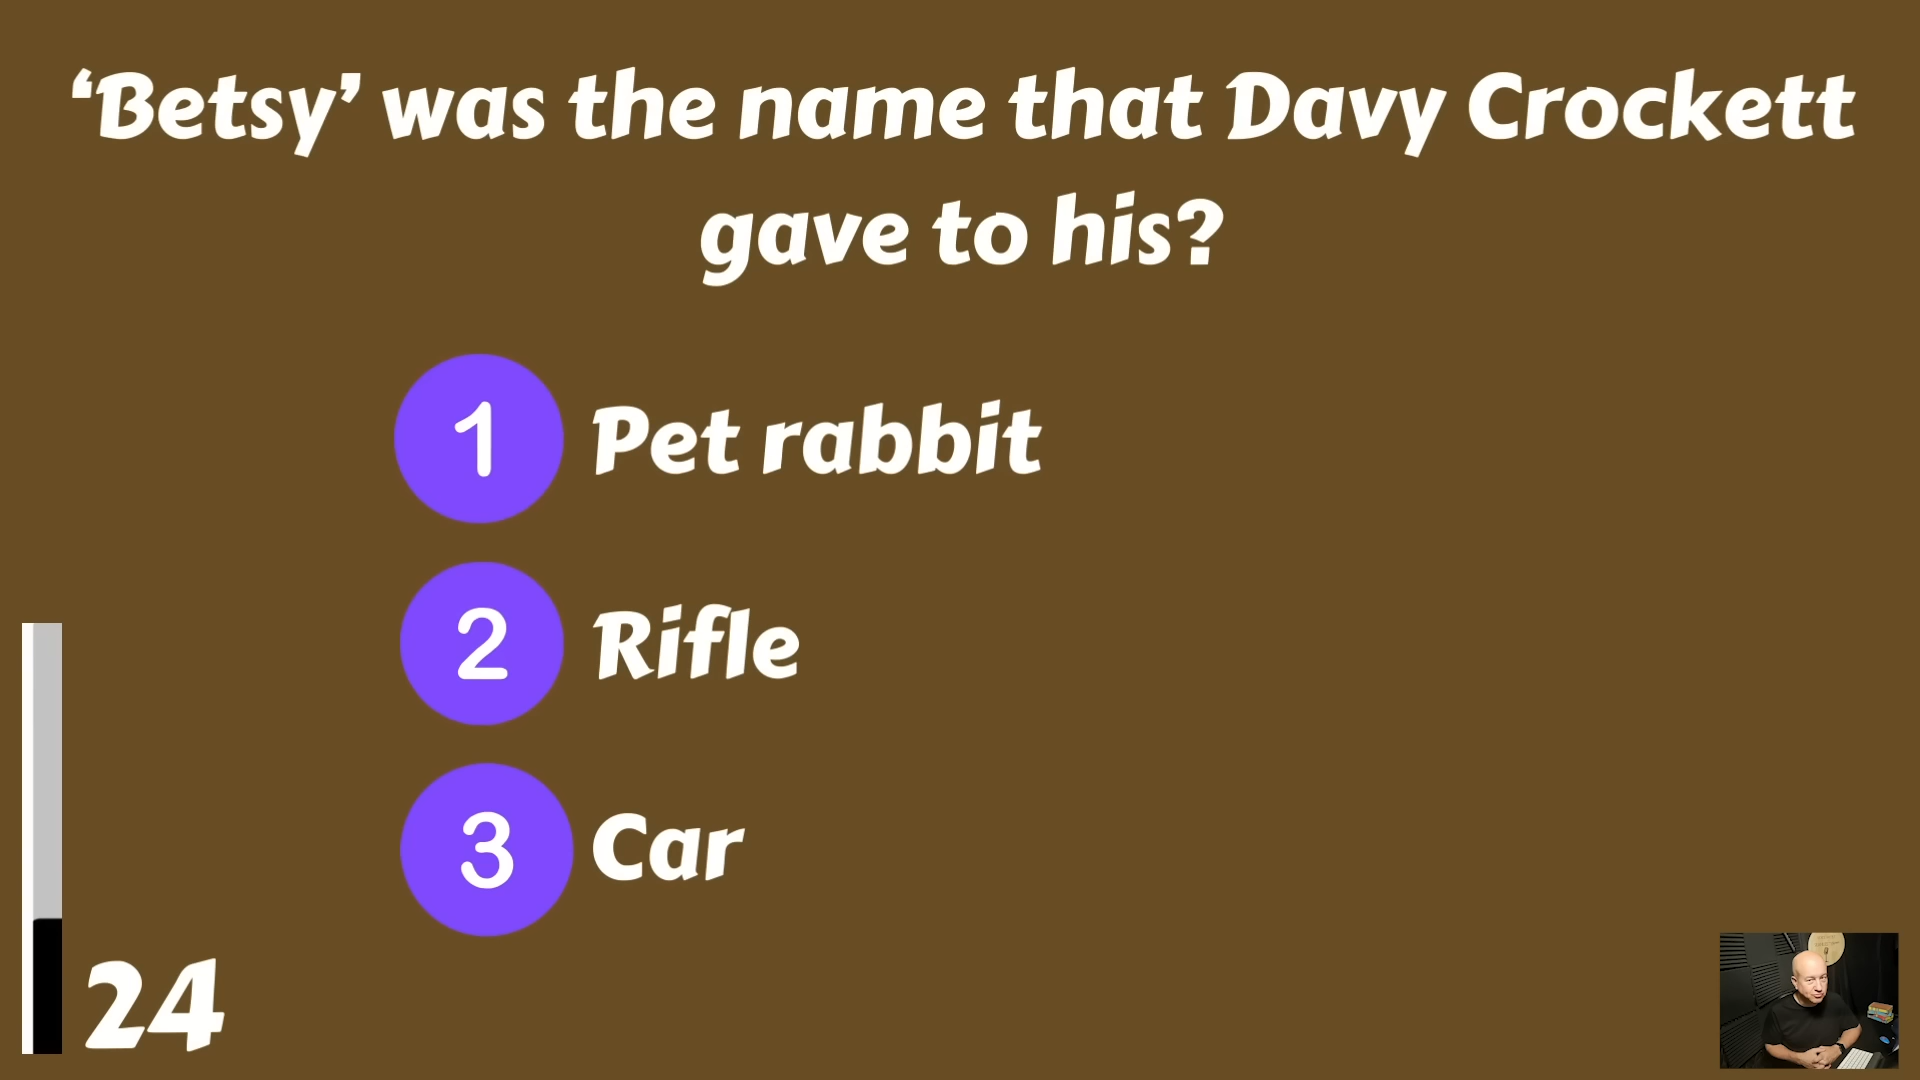 ‘Betsy’ was the name that Davy Crockett
gave to his?
1 Pet rabbit
2 Rifle
3 Car
24